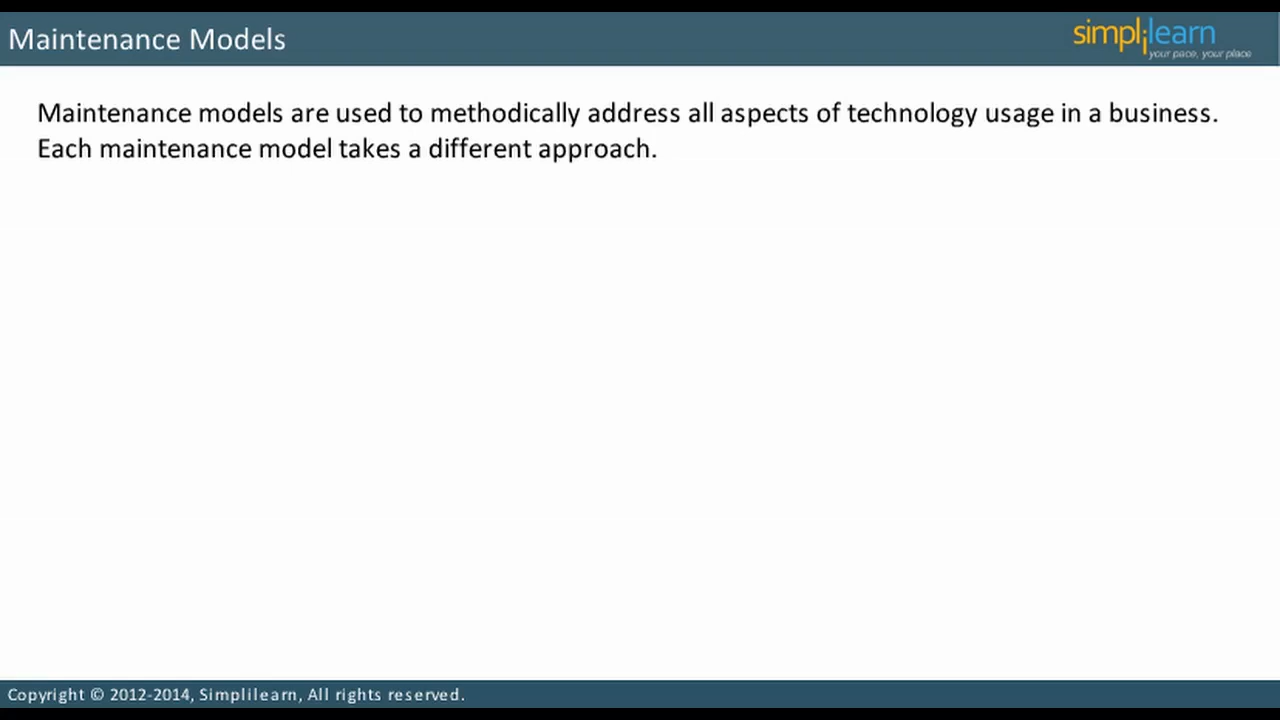 Maintenance Models
simplilearn
your pace, your place
Maintenance models are used to methodically address all aspects of technology usage in a business.
Each maintenance model takes a different approach.
Copyright © 2012-2014, Simplilearn, All rights reserved.